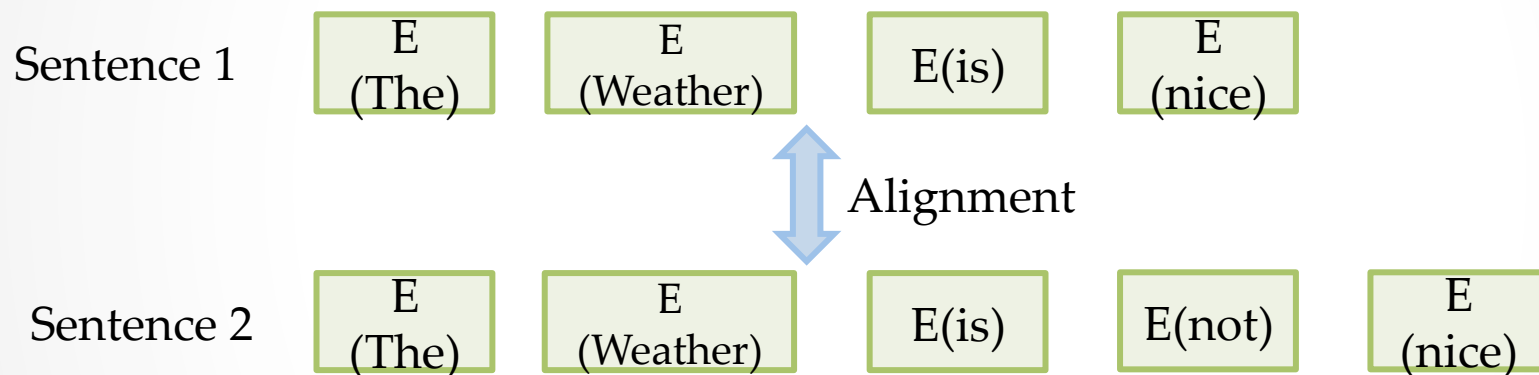 Sentence 1
E
(The)
E
(Weather)
E(is)
E
(nice)
Alignment
Sentence 2
E
(The)
E
(Weather)
E(is)
E(not)
E
(nice)